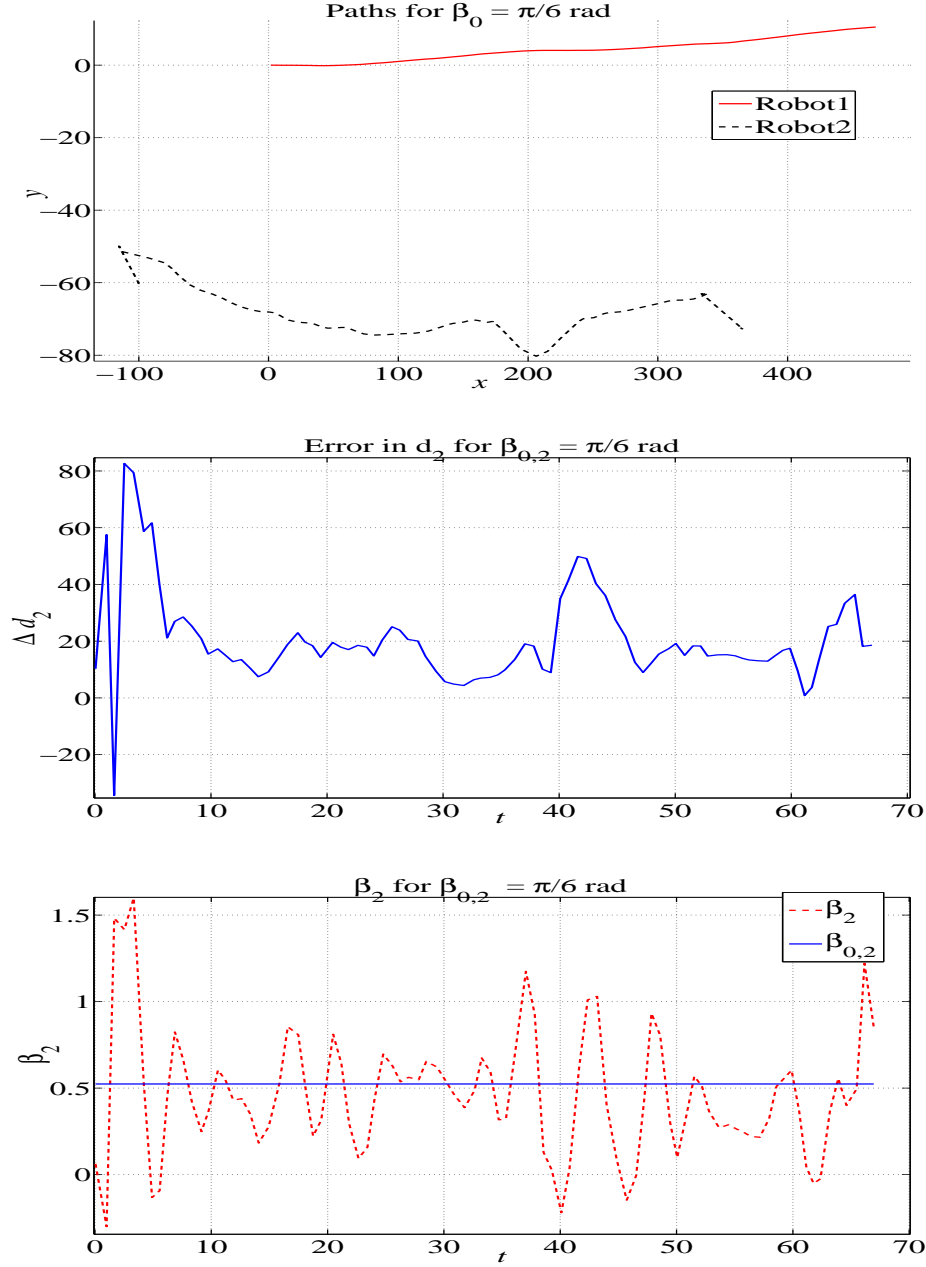 Paths for β0 = π/6 rad
0
−20
−40
−60
−80
y
Robot1
Robot2
−100
0
100
200
300
400
x
Error in d2 for β0,2 = π/6 rad
80
60
40
20
0
−20
Δ d2
0
10
20
30
40
50
60
70
t
β2 for β0,2 = π/6 rad
1.5
1
0.5
0
β2
β2
β0,2
0
10
20
30
40
50
60
70
t